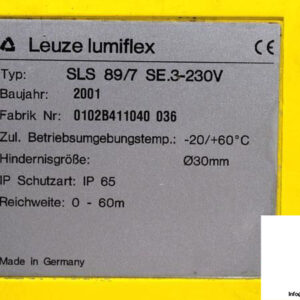 Leuze lumiflex CE
Typ: SLS 89/7 SE.3-230V
Baujahr: 2001
Fabrik Nr: 0102B411040 036
Zul. Betriebsumgebungstemp.: -20/+60°C
Hindernisgröße: Ø30mm
IP Schutzart: IP 65
Reichweite: 0 - 60m
Made in Germany